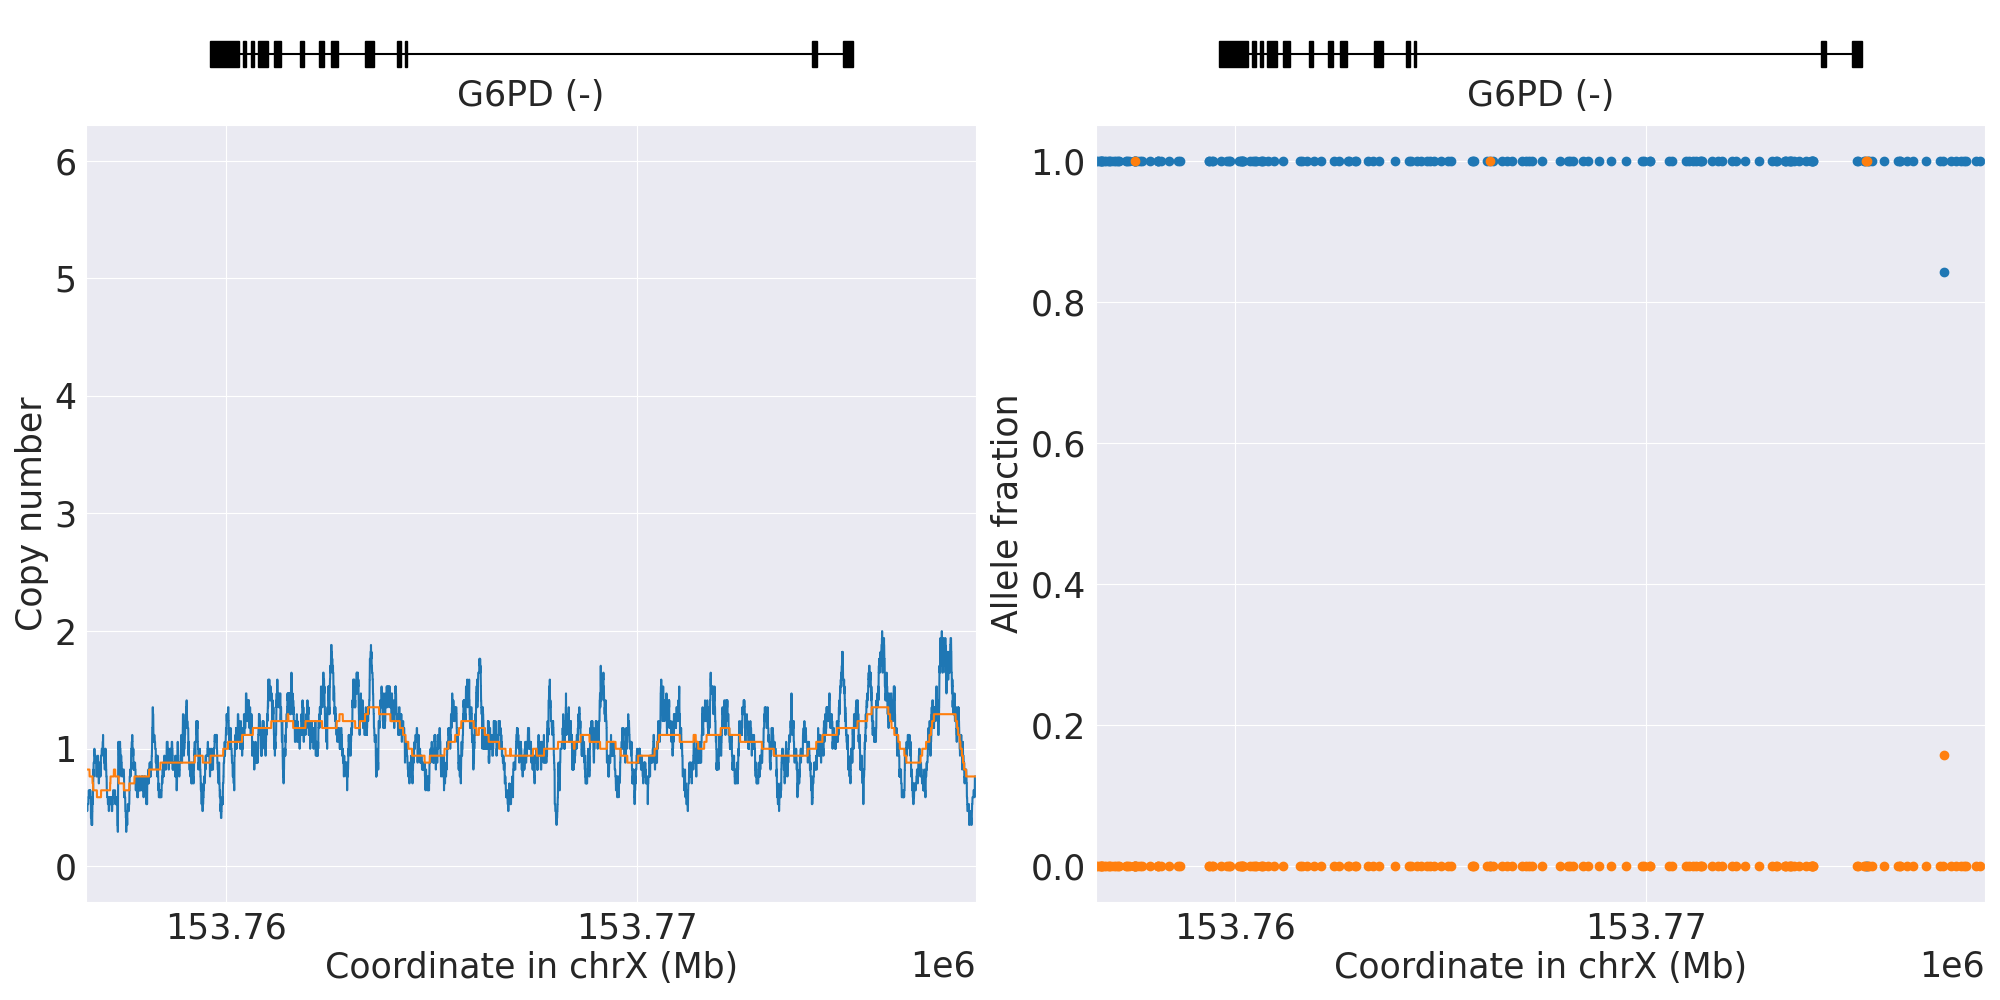 G6PD (-)
6
5
4
3
2
1
0
Copy number
153.76
153.77
Coordinate in chrX (Mb)
1e6
G6PD (-)
1.0
0.8
0.6
0.4
0.2
0.0
Allele fraction
153.76
153.77
Coordinate in chrX (Mb)
1e6